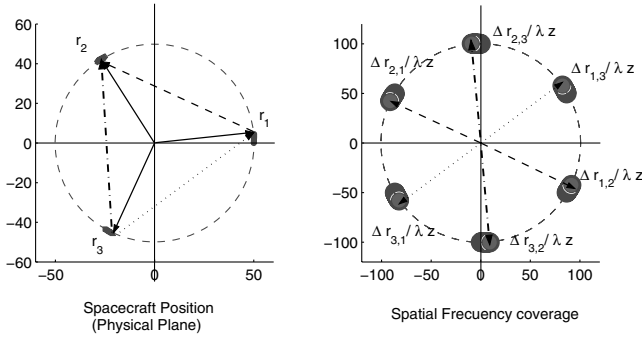 60
40
20
0
−20
−40
−60
−50
0
50
r1
r2
r3
Spacecraft Position
(Physical Plane)
100
50
0
−50
−100
−100
−50
0
50
100
Δ r2,3/ λ z
Δ r2,1/ λ z
Δ r1,3/ λ z
Δ r1,2/ λ z
Δ r3,1/ λ z
Δ r3,2/ λ z
Spatial Frecuency coverage